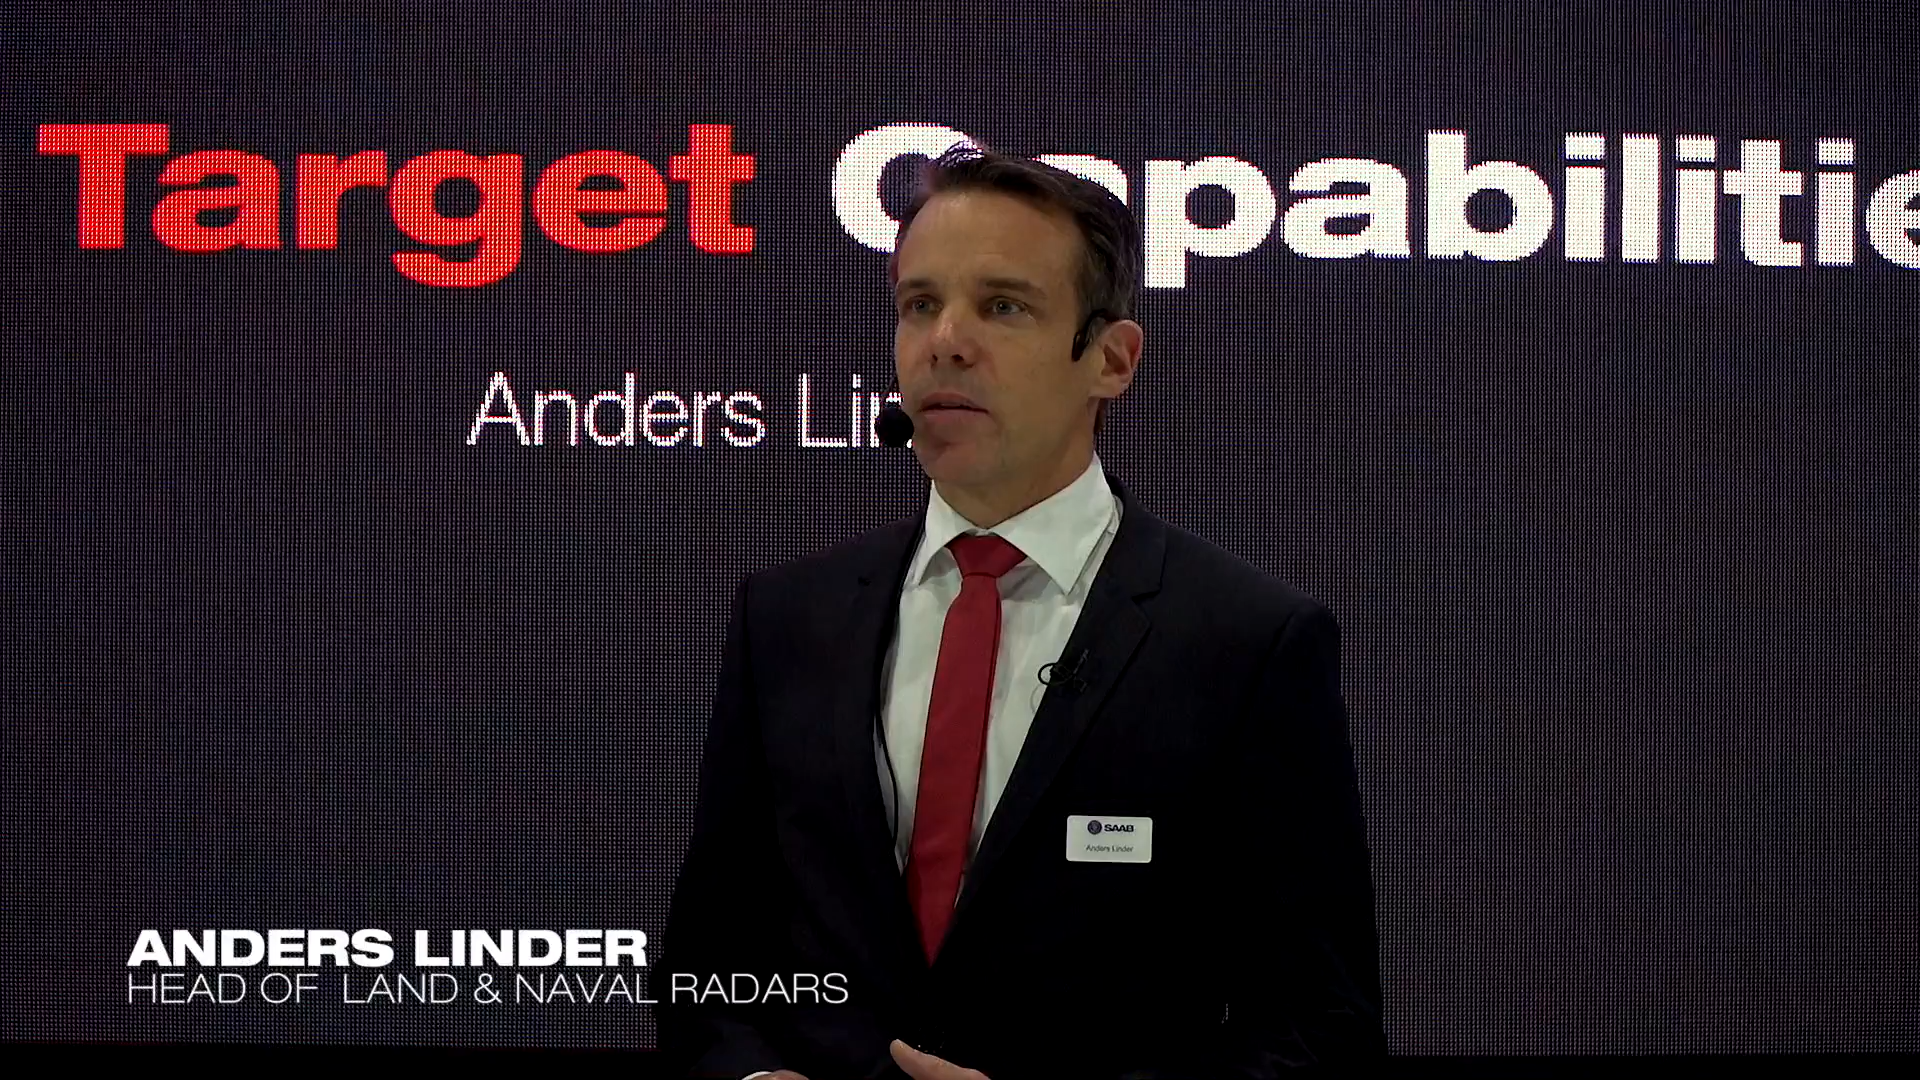 Target Capabilitie
Anders Lin
SAAB
Anders Linder
ANDERS LINDER
HEAD OF LAND & NAVAL RADARS